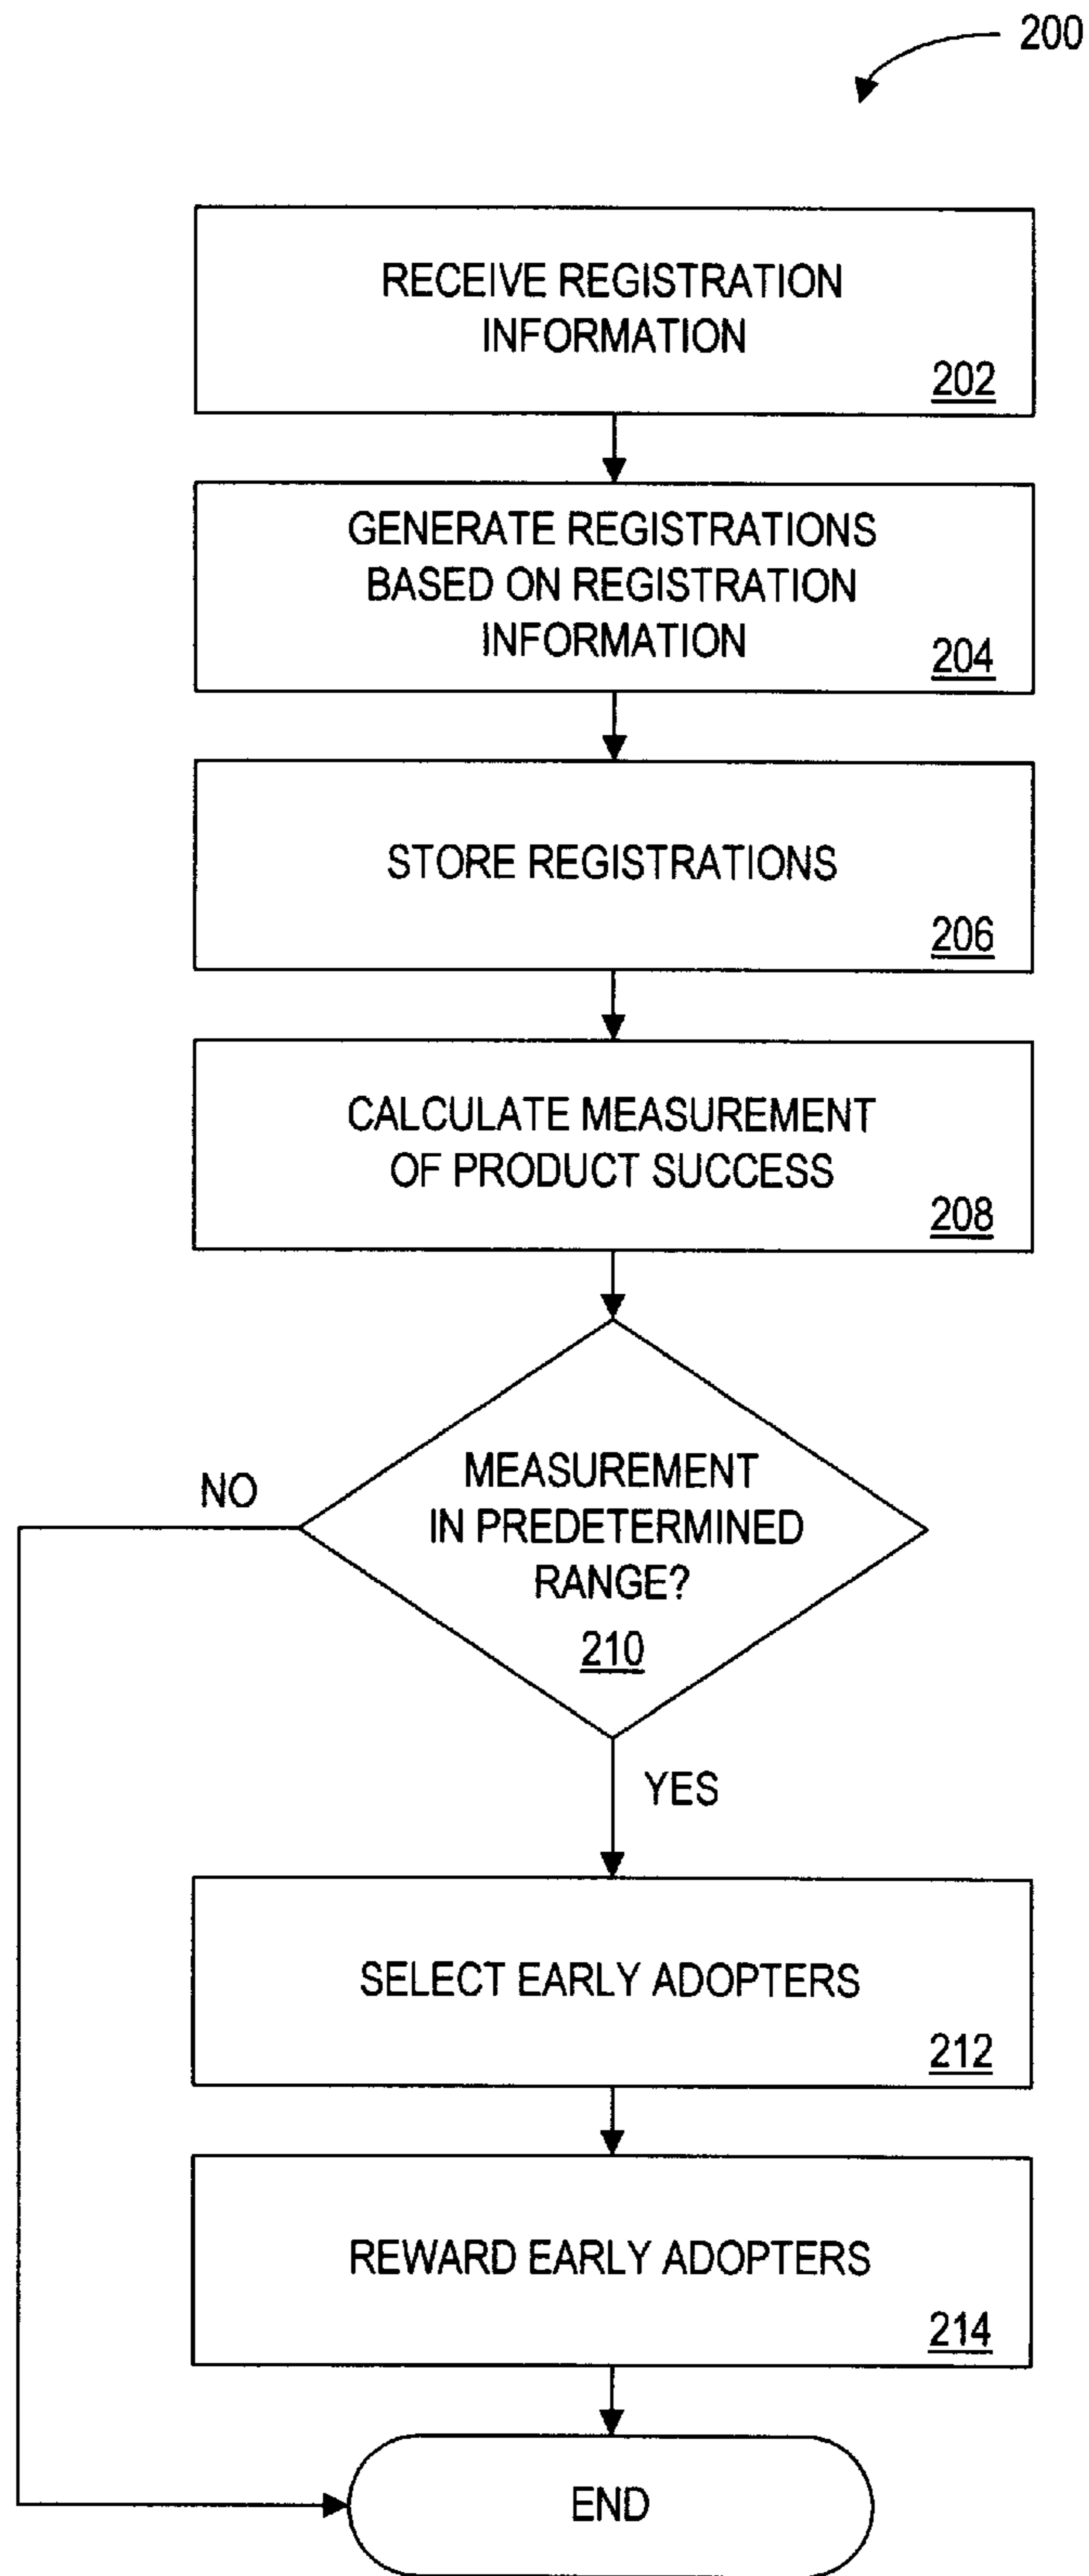 200
RECEIVE REGISTRATION
INFORMATION
202
GENERATE REGISTRATIONS
BASED ON REGISTRATION
INFORMATION
204
STORE REGISTRATIONS
206
CALCULATE MEASUREMENT
OF PRODUCT SUCCESS
208
MEASUREMENT
IN PREDETERMINED
RANGE?
210
NO
YES
SELECT EARLY ADOPTERS
212
REWARD EARLY ADOPTERS
214
END